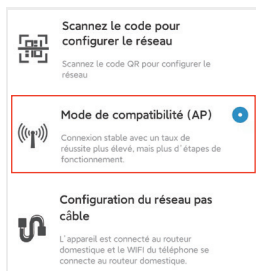 Scannez le code pour
configurer le réseau
Scannez le code QR pour configurer le
réseau
Mode de compatibilité (AP)
Connexion stable avec un taux de
réussite plus élevé, mais plus d´étapes de
fonctionnement.
Configuration du réseau pas
câble
L´appareil est connecté au routeur
domestique et le WIFI du téléphone se
connecte au routeur domestique.